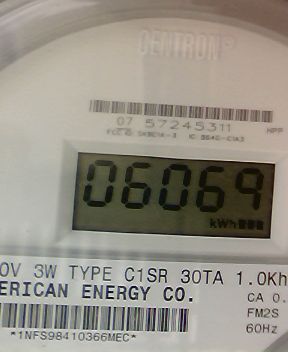 CENTRON®
07 57245311
HPP
06069
kWh
0V 3W TYPE C1SR 30TA 1.0Kh
ERICAN ENERGY CO.
CA 0.
FM2S
60Hz
*1NFS98410366MEC*